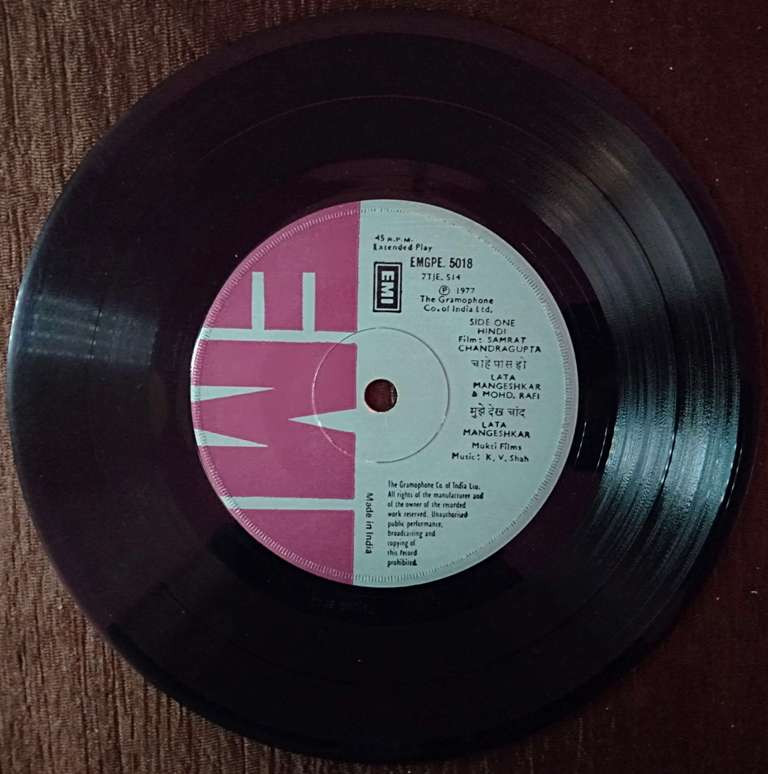 45 R.P.M.
Extended Play
EMI
EMGPE. 5018
7TJE. 514
Ⓟ 1977
The Gramophone
Co. of India Ltd.
SIDE ONE
HINDI
Film: SAMRAT
CHANDRAGUPTA
चाहे पास हो
LATA
MANGESHKAR
& MOHD. RAFI
मुझे देख चांद
LATA
MANGESHKAR
Mukti Films
Music: K. V. Shah
EMI
The Gramophone Co. of India Ltd.
All rights of the manufacturer and
of the owner of the recorded
work reserved. Unauthorised
public performance,
broadcasting and
copying of
this record
prohibited.
Made in India